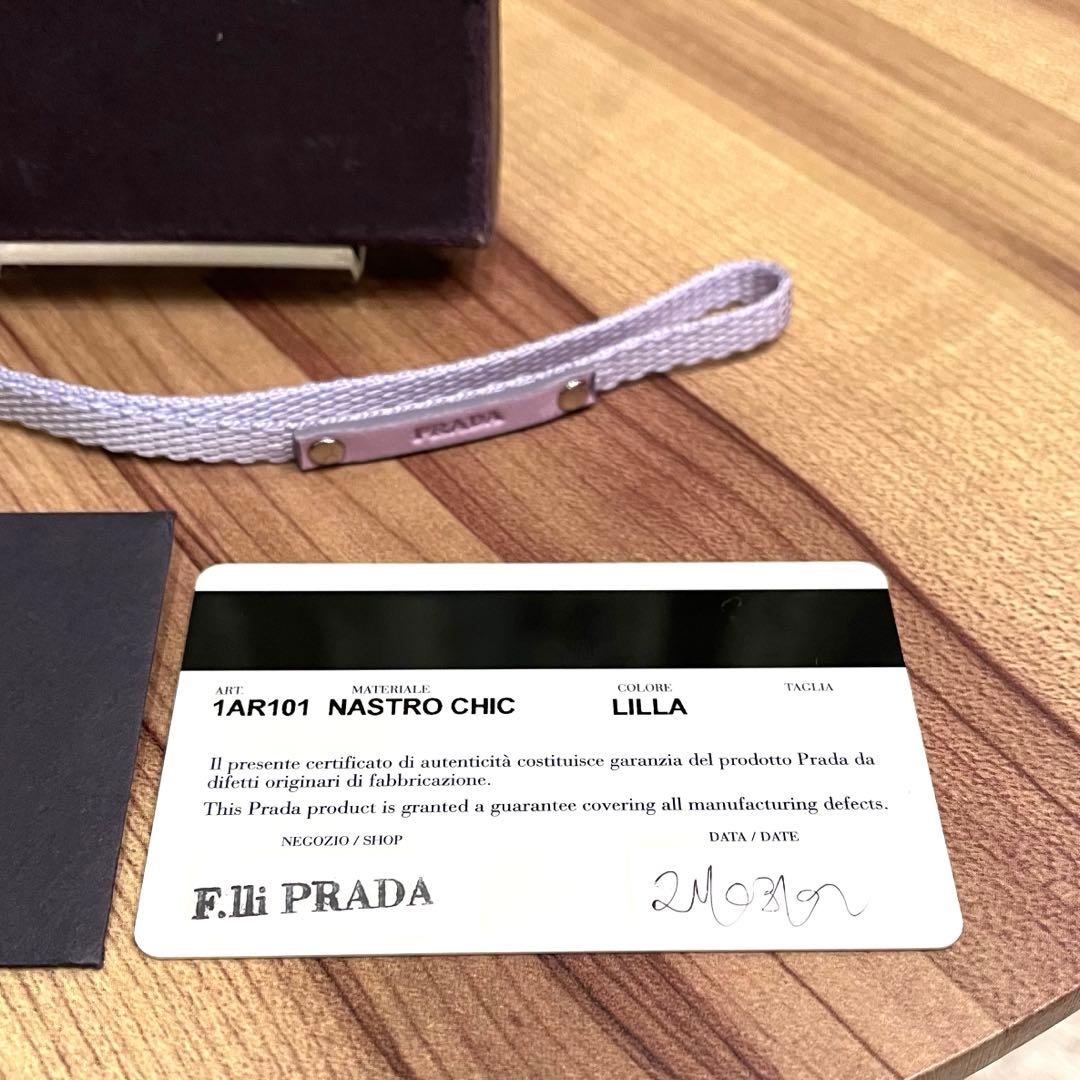 PRADA
ART. MATERIALE COLORE TAGLIA
1AR101 NASTRO CHIC LILLA
Il presente certificato di autenticità costituisce garanzia del prodotto Prada da
difetti originari di fabbricazione.
This Prada product is granted a guarantee covering all manufacturing defects.
NEGOZIO / SHOP DATA / DATE
F.lli PRADA